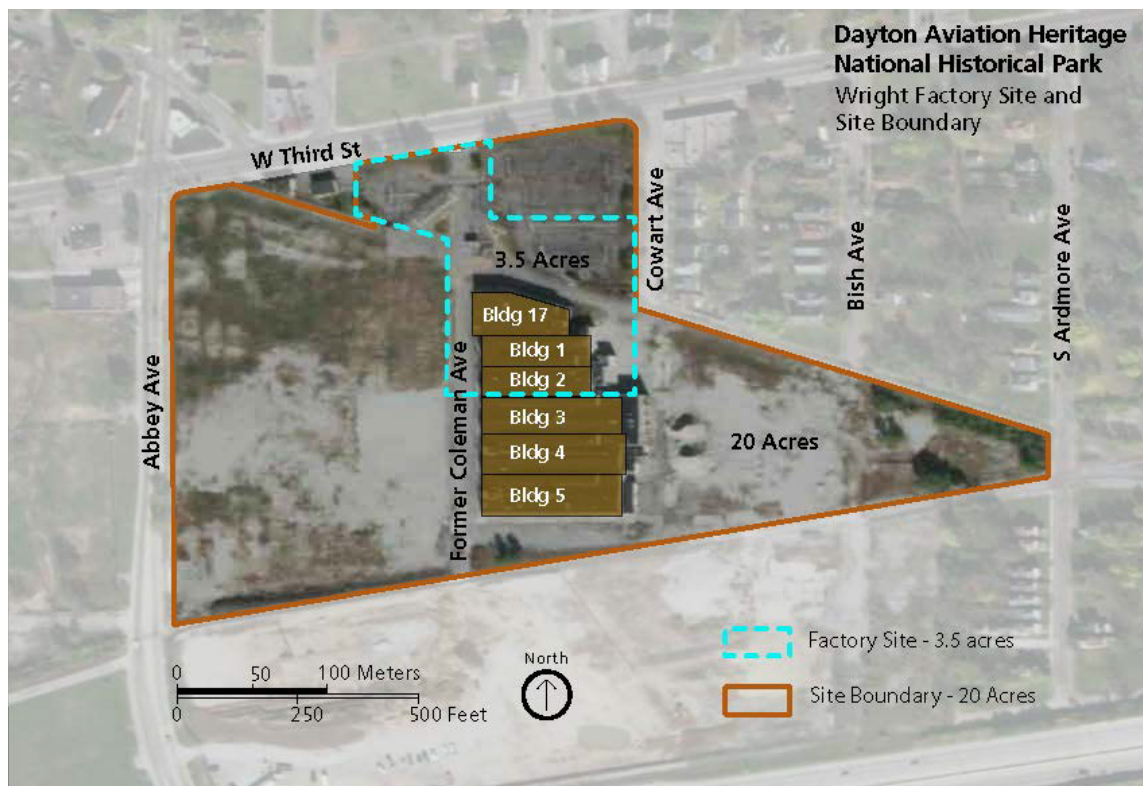 Dayton Aviation Heritage
National Historical Park
Wright Factory Site and
Site Boundary
W Third St
Cowart Ave
Bish Ave
S Ardmore Ave
3.5 Acres
Bldg 17
Bldg 1
Bldg 2
Bldg 3
Bldg 4
Bldg 5
20 Acres
Abbey Ave
Former Coleman Ave
Factory Site - 3.5 acres
Site Boundary - 20 Acres
North
0 50 100 Meters
0 250 500 Feet